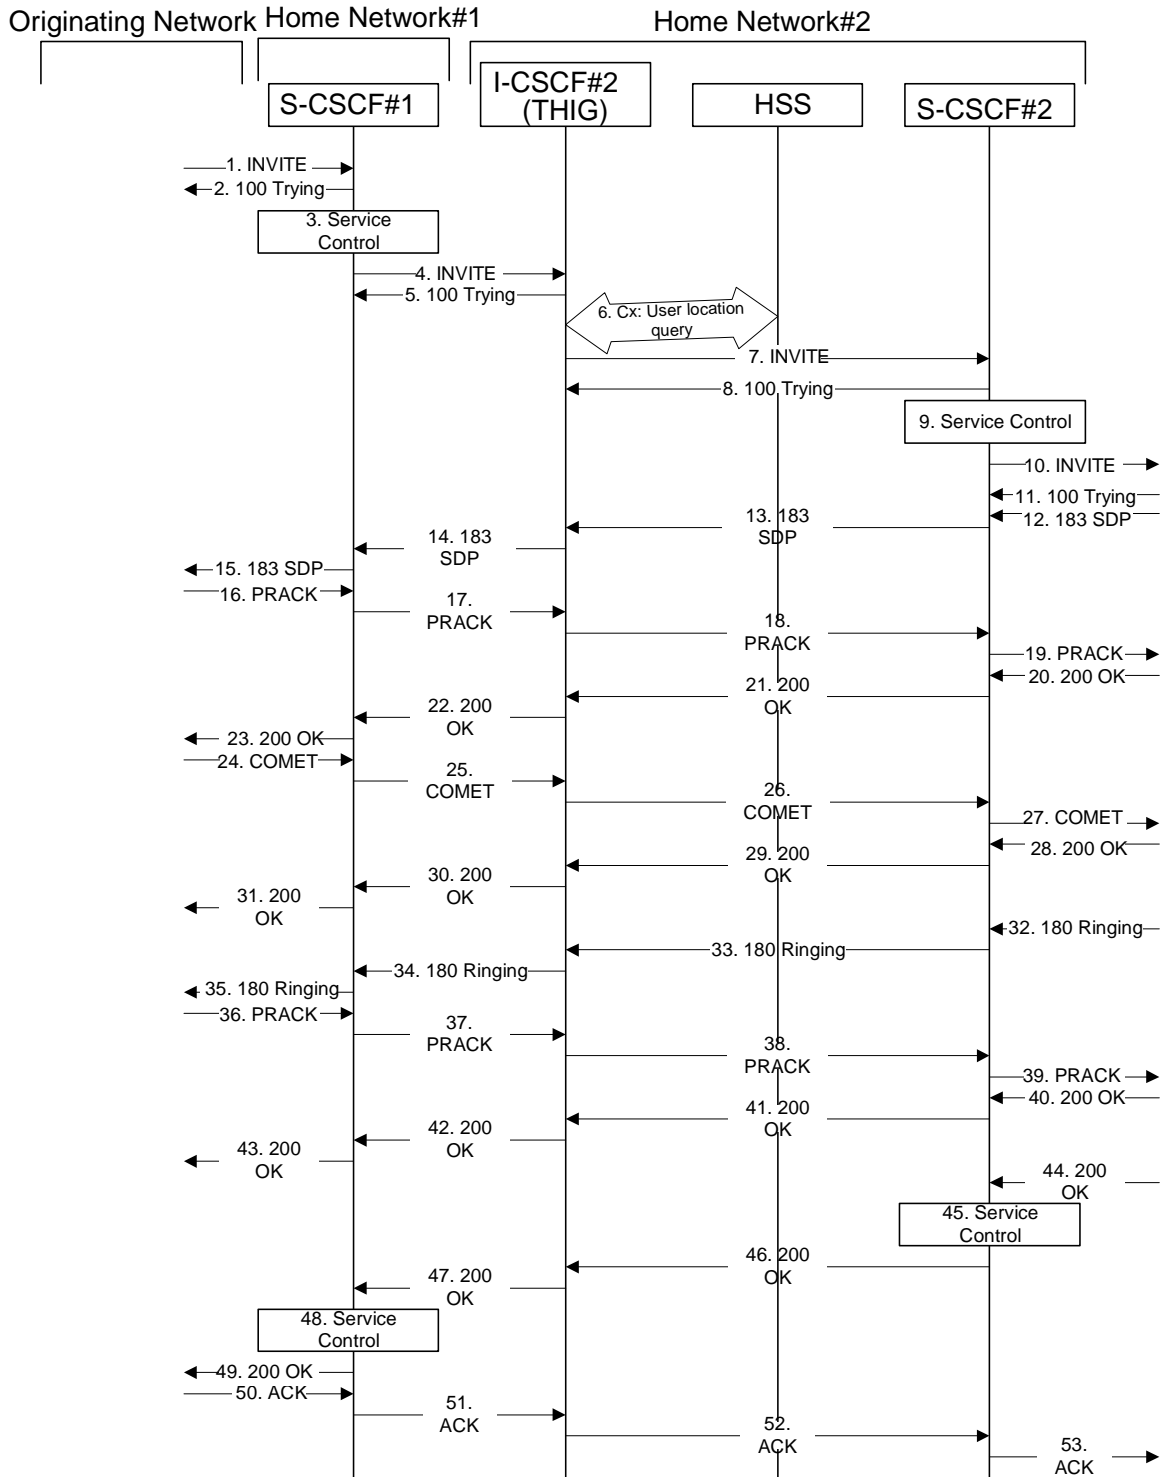 Originating Network
Home Network#1
Home Network#2
S-CSCF#1
I-CSCF#2
(THIG)
HSS
S-CSCF#2
1. INVITE
2. 100 Trying
3. Service
Control
4. INVITE
5. 100 Trying
6. Cx: User location
query
7. INVITE
8. 100 Trying
9. Service Control
10. INVITE
11. 100 Trying
12. 183 SDP
13. 183
SDP
14. 183
SDP
15. 183 SDP
16. PRACK
17.
PRACK
18.
PRACK
19. PRACK
20. 200 OK
21. 200
OK
22. 200
OK
23. 200 OK
24. COMET
25.
COMET
26.
COMET
27. COMET
28. 200 OK
29. 200
OK
30. 200
OK
31. 200
OK
32. 180 Ringing
33. 180 Ringing
34. 180 Ringing
35. 180 Ringing
36. PRACK
37.
PRACK
38.
PRACK
39. PRACK
40. 200 OK
41. 200
OK
42. 200
OK
43. 200
OK
44. 200
OK
45. Service
Control
46. 200
OK
47. 200
OK
48. Service
Control
49. 200 OK
50. ACK
51.
ACK
52.
ACK
53.
ACK